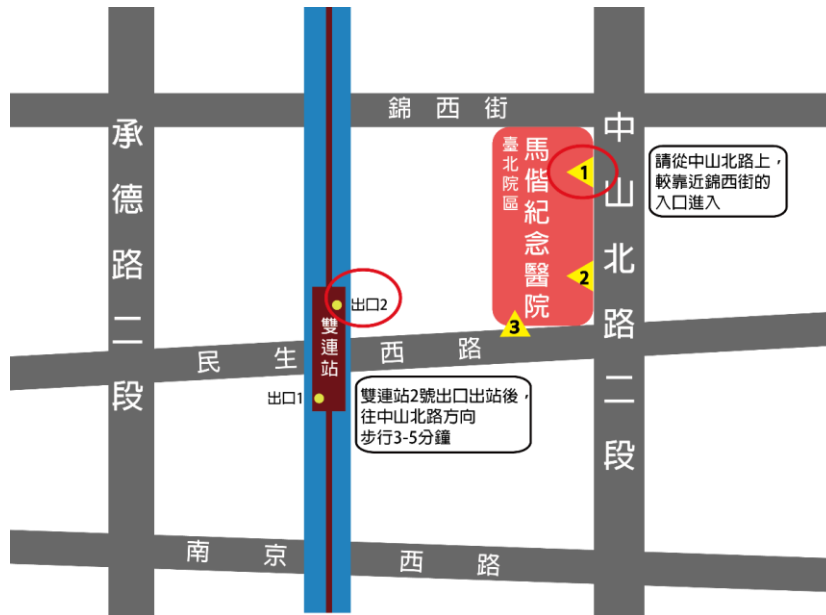 錦西街
承德路二段
中山北路二段
馬偕紀念醫院
臺北院區
1
請從中山北路上，
較靠近錦西街的
入口進入
2
3
出口2
雙連站
民生西路
出口1
雙連站2號出口出站後，
往中山北路方向
步行3-5分鐘
南京西路